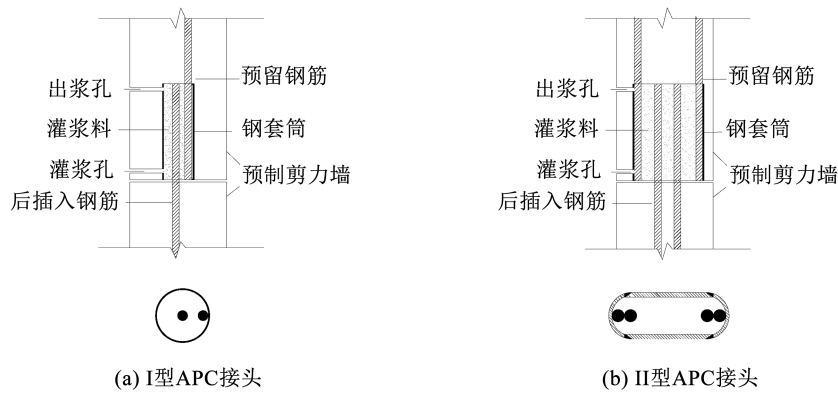 出浆孔
灌浆料
灌浆孔
后插入钢筋
预留钢筋
钢套筒
预制剪力墙
(a) I型APC接头
出浆孔
灌浆料
灌浆孔
后插入钢筋
预留钢筋
钢套筒
预制剪力墙
(b) II型APC接头